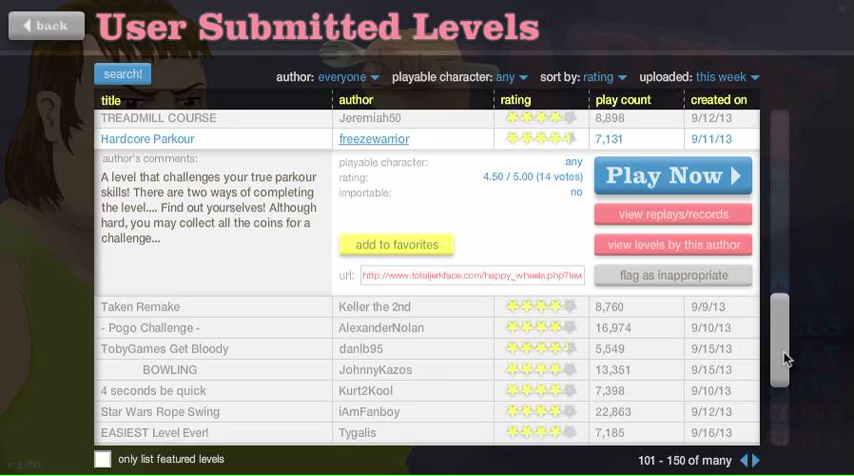 back
User Submitted Levels
search!
author: everyone playable character: any sort by: rating uploaded: this week
title author rating play count created on
TREADMILL COURSE Jeremiah50 8,898 9/12/13
Hardcore Parkour freezewarrior 7,131 9/11/13
author's comments:
A level that challenges your true parkour
skills! There are two ways of completing
the level.... Find out yourselves! Although
hard, you may collect all the coins for a
challenge...
playable character: any
rating: 4.50 / 5.00 (14 votes)
importable: no
add to favorites
url: http://www.totaljerkface.com/happy_wheels.php?lev
Play Now
view replays/records
view levels by this author
flag as inappropriate
Taken Remake Keller the 2nd 8,760 9/9/13
- Pogo Challenge - AlexanderNolan 16,974 9/10/13
TobyGames Get Bloody danlb95 5,549 9/15/13
BOWLING JohnnyKazos 13,351 9/15/13
4 seconds be quick Kurt2Kool 7,398 9/10/13
Star Wars Rope Swing iAmFanboy 22,863 9/12/13
EASIEST Level Ever! Tygalis 7,185 9/16/13
only list featured levels 101 - 150 of many